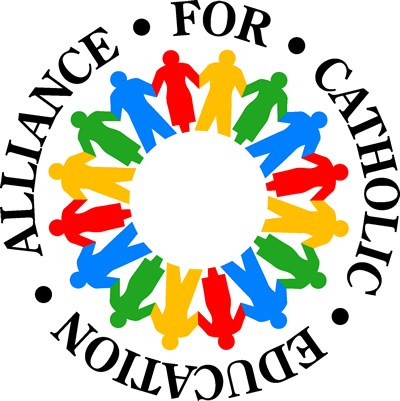 ALLIANCE • FOR • CATHOLIC • EDUCATION •